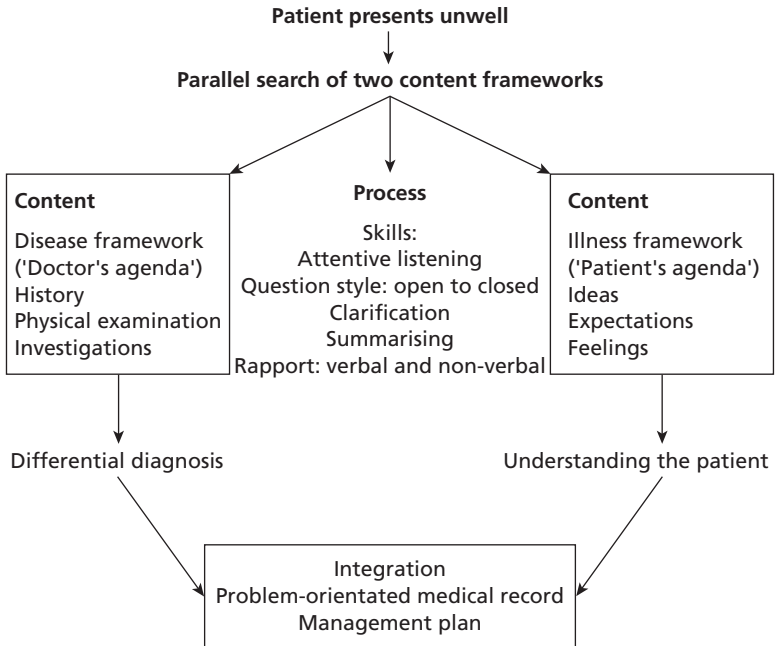 Patient presents unwell
Parallel search of two content frameworks
Content
Disease framework
('Doctor's agenda')
History
Physical examination
Investigations
Process
Skills:
Attentive listening
Question style: open to closed
Clarification
Summarising
Rapport: verbal and non-verbal
Content
Illness framework
('Patient's agenda')
Ideas
Expectations
Feelings
Differential diagnosis
Understanding the patient
Integration
Problem-orientated medical record
Management plan